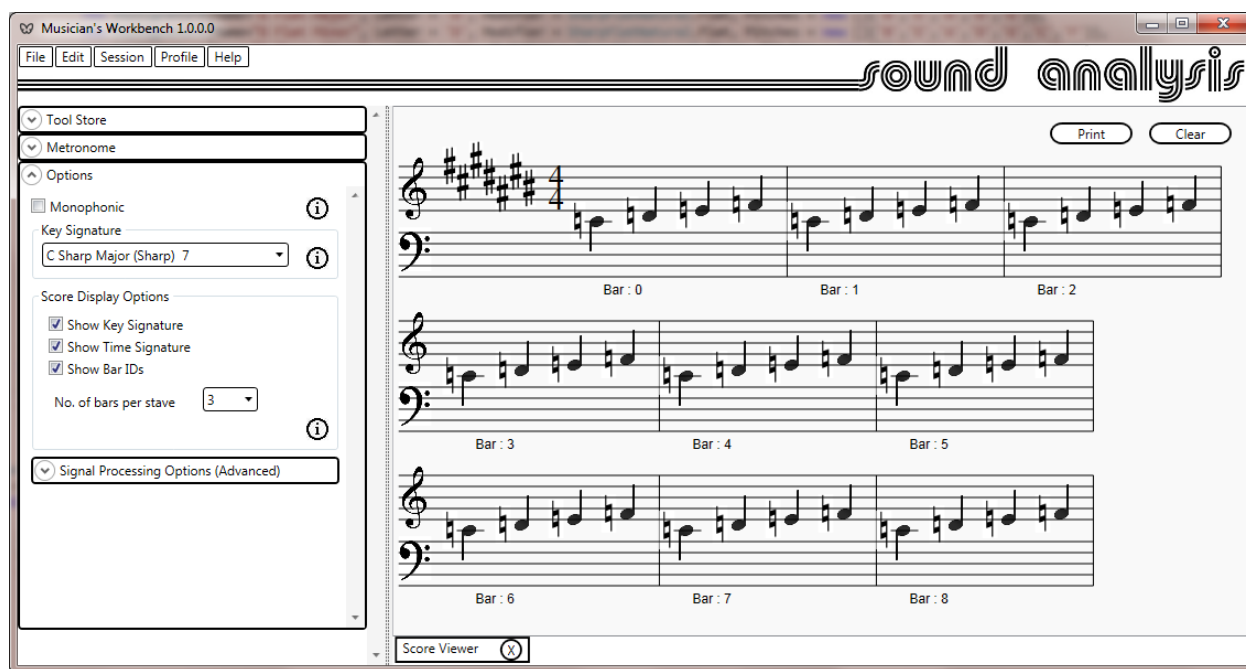 Musician's Workbench 1.0.0.0
File Edit Session Profile Help
sound analysis
Tool Store
Metronome
Options
Monophonic
Key Signature
C Sharp Major (Sharp) 7
Score Display Options
Show Key Signature
Show Time Signature
Show Bar IDs
No. of bars per stave 3
Signal Processing Options (Advanced)
Print Clear
4
4
Bar : 0 Bar : 1 Bar : 2
Bar : 3 Bar : 4 Bar : 5
Bar : 6 Bar : 7 Bar : 8
Score Viewer X